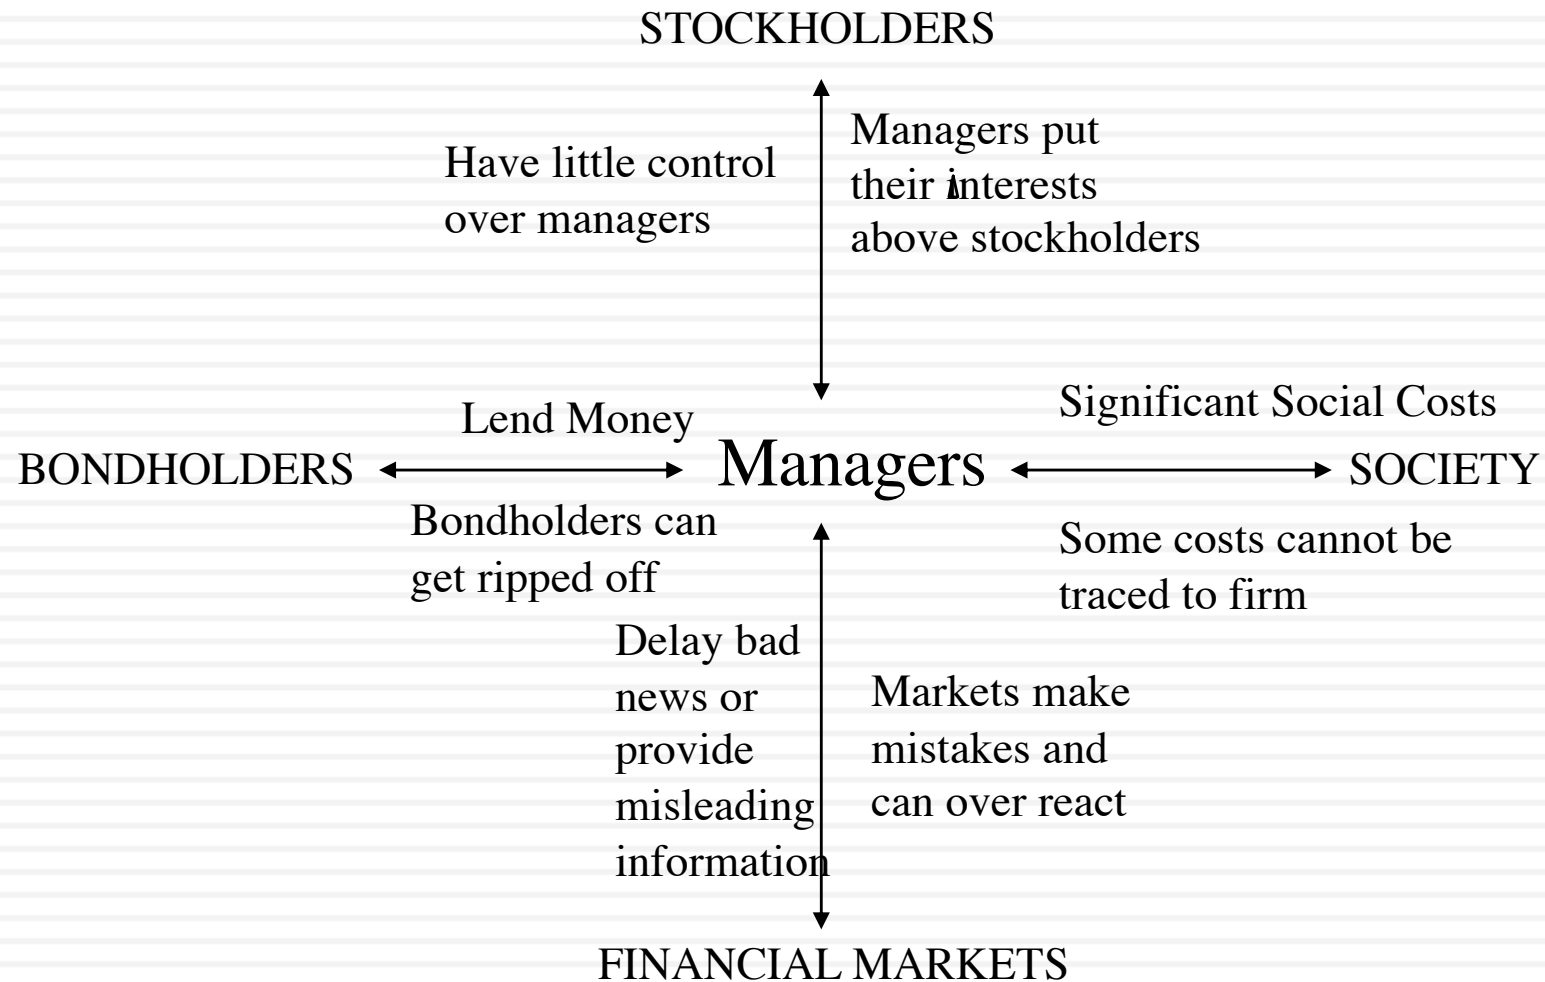 STOCKHOLDERS
Have little control
over managers
Managers put
their interests
above stockholders
Lend Money
BONDHOLDERS
Bondholders can
get ripped off
Managers
Significant Social Costs
SOCIETY
Some costs cannot be
traced to firm
Delay bad
news or
provide
misleading
information
Markets make
mistakes and
can over react
FINANCIAL MARKETS